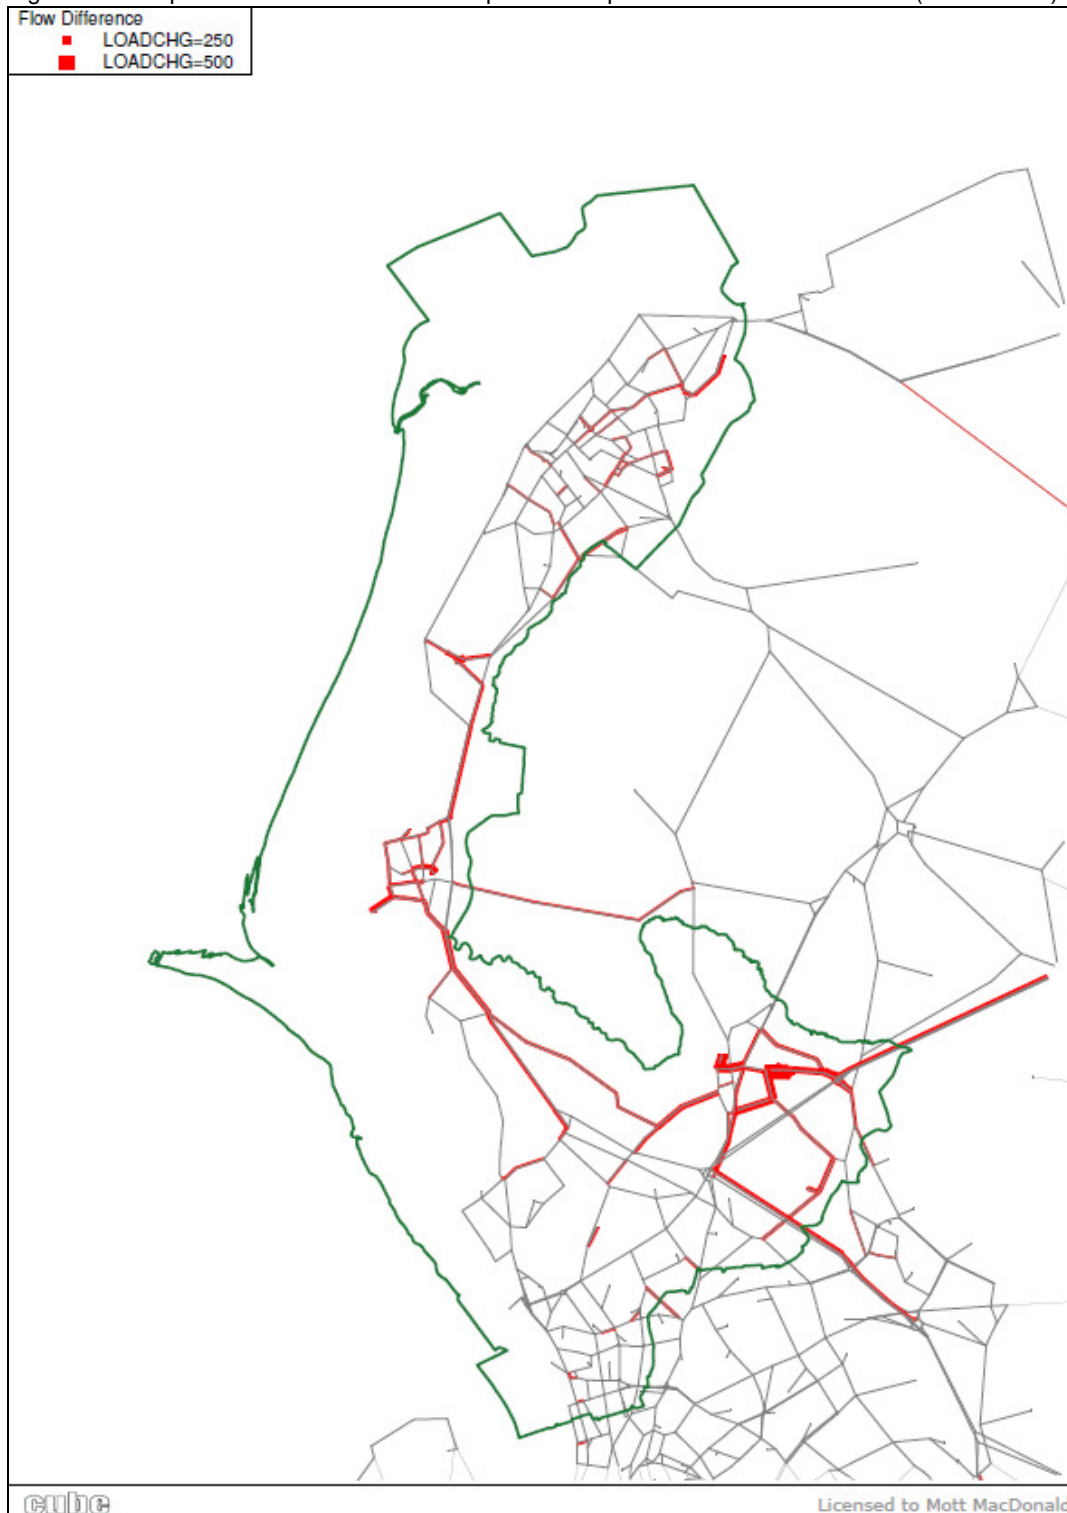 Flow Difference
LOADCHG=250
LOADCHG=500
cube
Licensed to Mott MacDonald